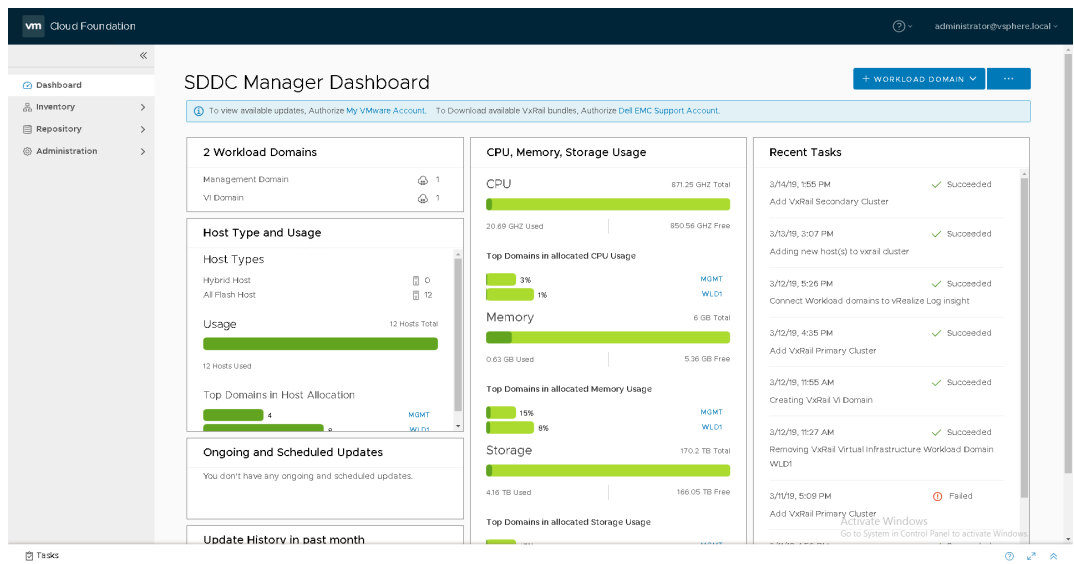 vm Cloud Foundation
administrator@vsphere.local
Dashboard
Inventory
Repository
Administration
SDDC Manager Dashboard
+ WORKLOAD DOMAIN
...
To view available updates, Authorize My VMware Account. To Download available VxRail bundles, Authorize Dell EMC Support Account.
2 Workload Domains
Management Domain 1
VI Domain 1
Host Type and Usage
Host Types
Hybrid Host 0
All Flash Host 12
Usage 12 Hosts Total
12 Hosts Used
Top Domains in Host Allocation
4 MGMT
8 WLD1
Ongoing and Scheduled Updates
You don't have any ongoing and scheduled updates.
Update History in past month
CPU, Memory, Storage Usage
CPU 871.25 GHZ Total
20.69 GHZ Used 850.56 GHZ Free
Top Domains in allocated CPU Usage
3% MGMT
1% WLD1
Memory 6 GB Total
0.63 GB Used 5.36 GB Free
Top Domains in allocated Memory Usage
15% MGMT
8% WLD1
Storage 170.2 TB Total
4.16 TB Used 166.05 TB Free
Top Domains in allocated Storage Usage
MGMT
Recent Tasks
3/14/19, 1:55 PM Succeeded
Add VxRail Secondary Cluster
3/13/19, 3:07 PM Succeeded
Adding new host(s) to vxrail cluster
3/12/19, 5:26 PM Succeeded
Connect Workload domains to vRealize Log insight
3/12/19, 4:35 PM Succeeded
Add VxRail Primary Cluster
3/12/19, 11:55 AM Succeeded
Creating VxRail VI Domain
3/12/19, 11:27 AM Succeeded
Removing VxRail Virtual Infrastructure Workload Domain
WLD1
3/11/19, 5:09 PM Failed
Add VxRail Primary Cluster
Activate Windows
Go to System in Control Panel to activate Windows.
Tasks